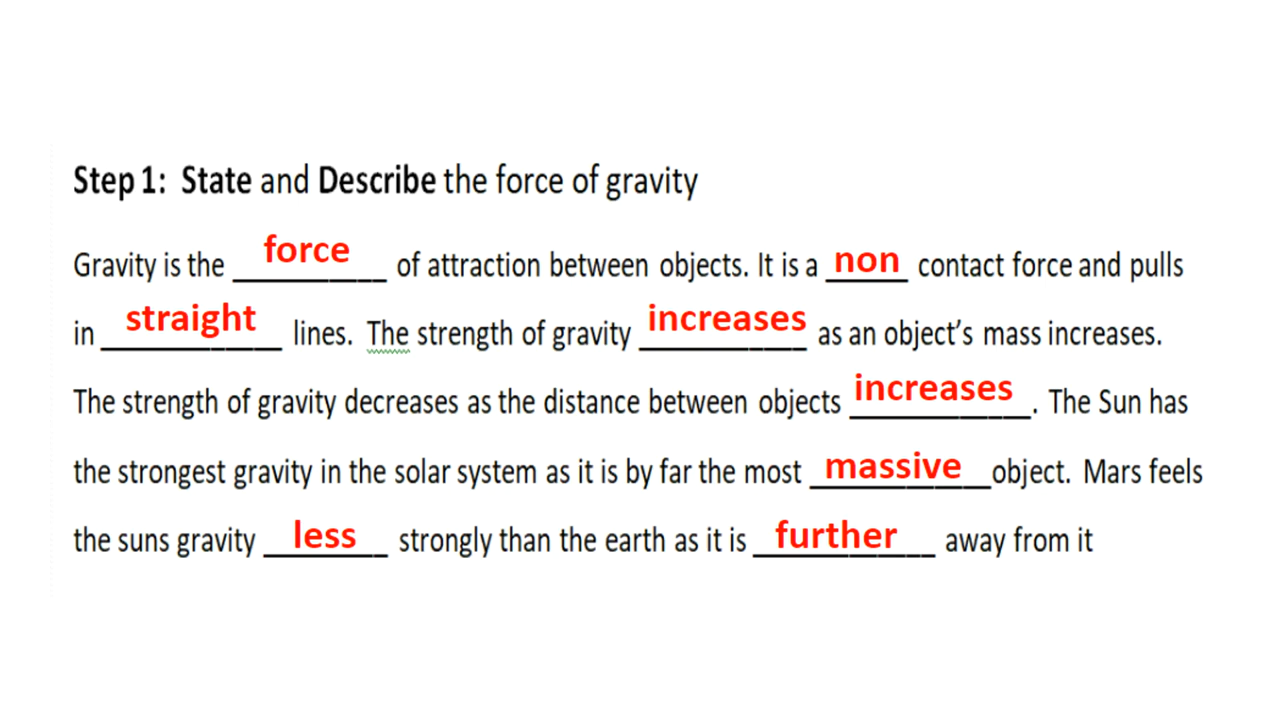 Step 1: State and Describe the force of gravity
Gravity is the force of attraction between objects. It is a non contact force and pulls
in straight lines. The strength of gravity increases as an object’s mass increases.
The strength of gravity decreases as the distance between objects increases. The Sun has
the strongest gravity in the solar system as it is by far the most massive object. Mars feels
the suns gravity less strongly than the earth as it is further away from it